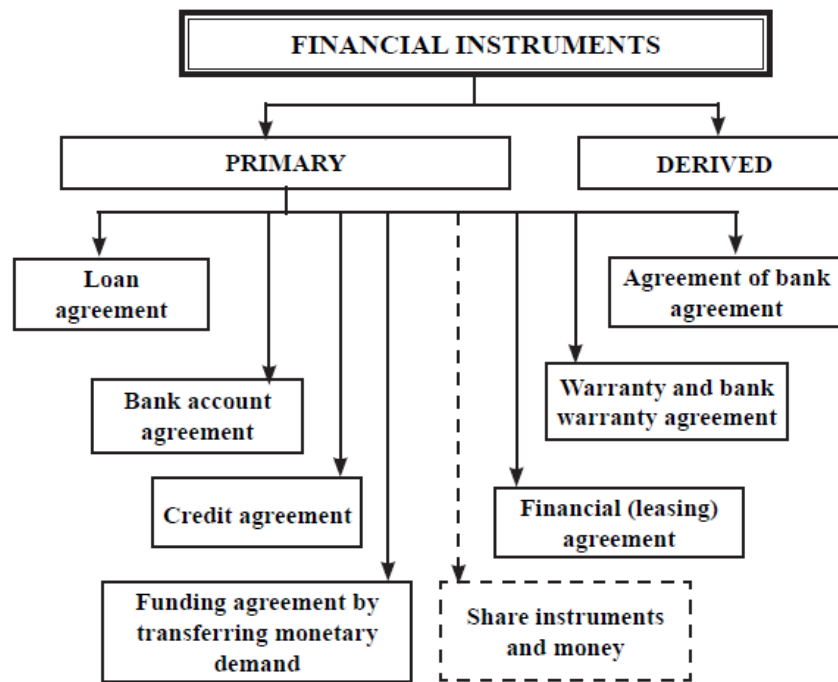 FINANCIAL INSTRUMENTS
PRIMARY
DERIVED
Loan
agreement
Agreement of bank
agreement
Bank account
agreement
Warranty and bank
warranty agreement
Credit agreement
Financial (leasing)
agreement
Funding agreement by
transferring monetary
demand
Share instruments
and money